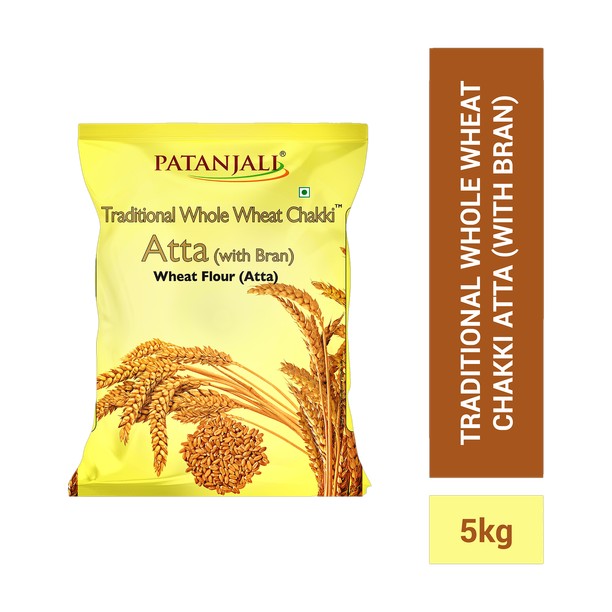 PATANJALI®
Traditional Whole Wheat Chakki™
Atta (with Bran)
Wheat Flour (Atta)
TRADITIONAL WHOLE WHEAT
CHAKKI ATTA (WITH BRAN)
5kg